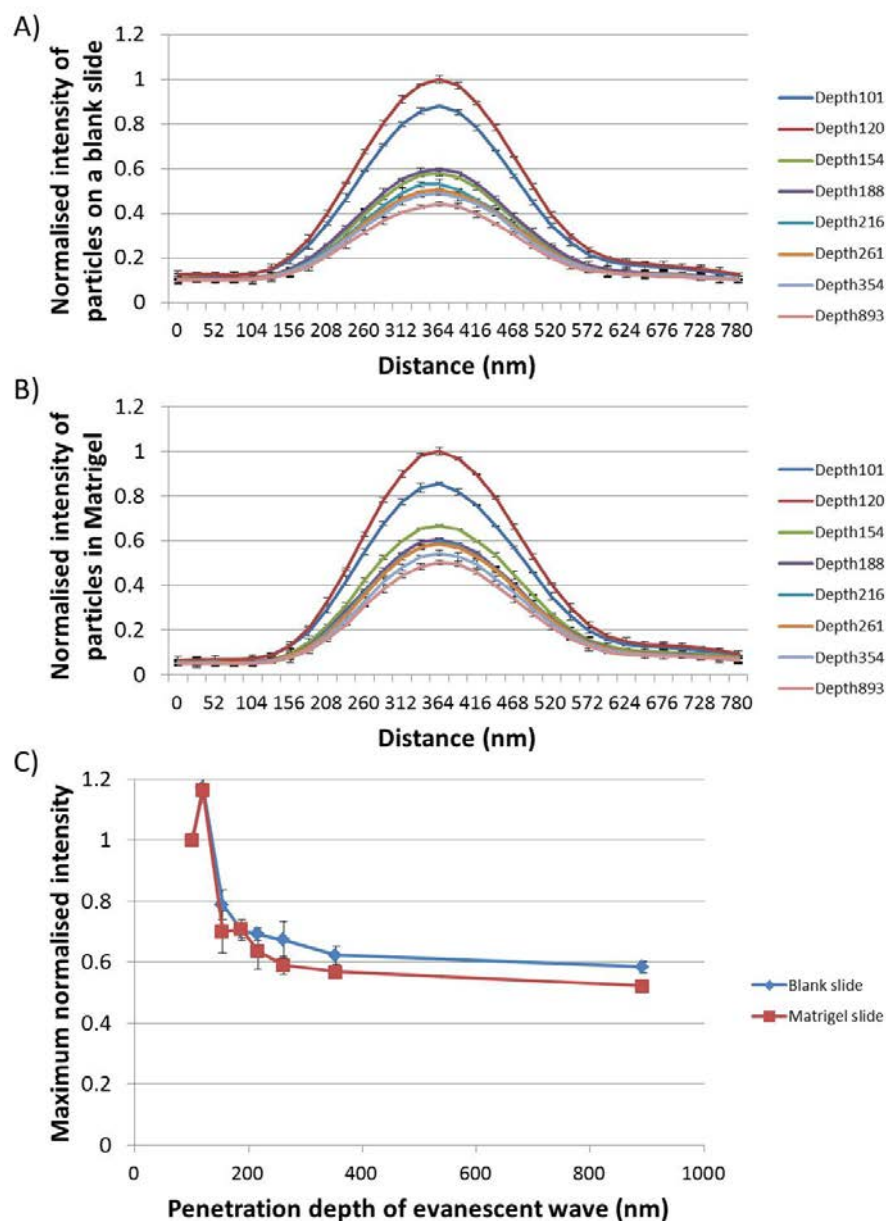 A)
Normalised intensity of
particles on a blank slide
1.2
1
0.8
0.6
0.4
0.2
0
0 52 104 156 208 260 312 364 416 468 520 572 624 676 728 780
Distance (nm)
Depth101
Depth120
Depth154
Depth188
Depth216
Depth261
Depth354
Depth893
B)
Normalised intensity of
particles in Matrigel
1.2
1
0.8
0.6
0.4
0.2
0
0 52 104 156 208 260 312 364 416 468 520 572 624 676 728 780
Distance (nm)
Depth101
Depth120
Depth154
Depth188
Depth216
Depth261
Depth354
Depth893
C)
Maximum normalised intensity
1.2
1
0.8
0.6
0.4
0.2
0
0 200 400 600 800 1000
Penetration depth of evanescent wave (nm)
Blank slide
Matrigel slide